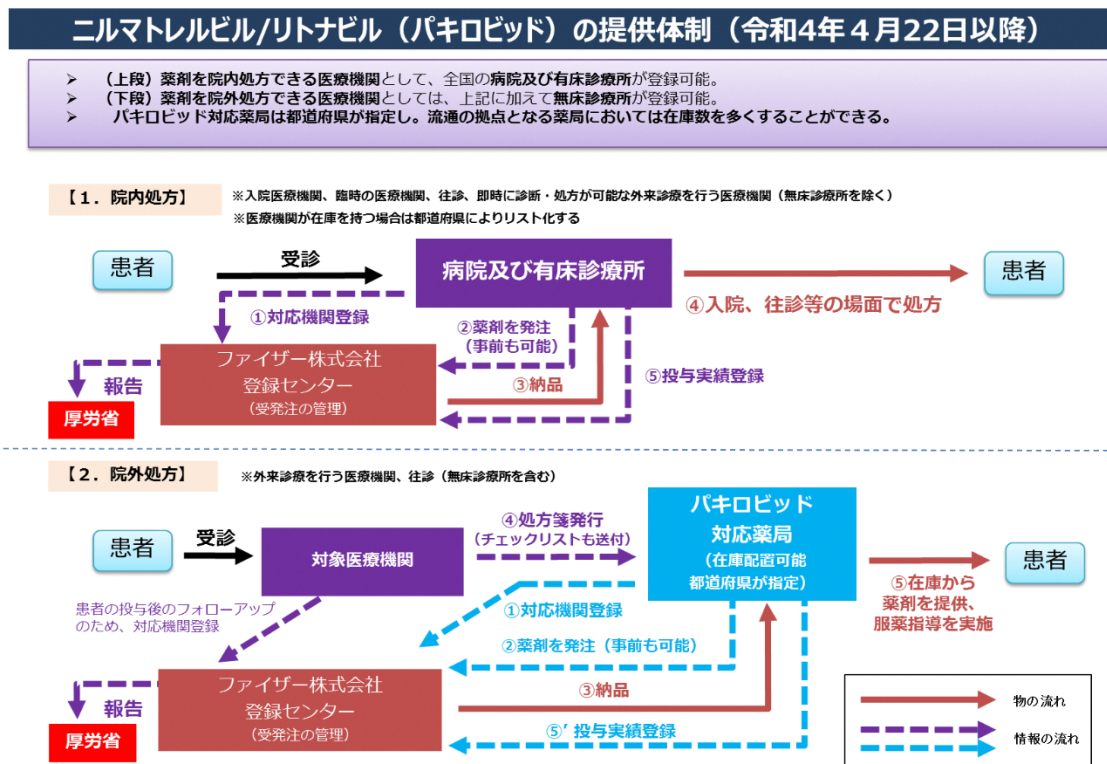 ニルマトレルビル/リトナビル（パキロビッド）の提供体制（令和4年４月22日以降）
➢ （上段）薬剤を院内処方できる医療機関として、全国の病院及び有床診療所が登録可能。
➢ （下段）薬剤を院外処方できる医療機関としては、上記に加えて無床診療所が登録可能。
➢ パキロビッド対応薬局は都道府県が指定し。流通の拠点となる薬局においては在庫数を多くすることができる。
【１．院内処方】
※入院医療機関、臨時の医療機関、往診、即時に診断・処方が可能な外来診療を行う医療機関（無床診療所を除く）
※医療機関が在庫を持つ場合は都道府県によりリスト化する
患者
受診
病院及び有床診療所
患者
④入院、往診等の場面で処方
①対応機関登録
②薬剤を発注
（事前も可能）
ファイザー株式会社
登録センター
（受発注の管理）
③納品
⑤投与実績登録
報告
厚労省
【２．院外処方】
※外来診療を行う医療機関、往診（無床診療所を含む）
患者
受診
対象医療機関
④処方箋発行
（チェックリストも送付）
パキロビッド
対応薬局
（在庫配置可能
都道府県が指定）
患者
⑤在庫から
薬剤を提供、
服薬指導を実施
患者の投与後のフォローアップ
のため、対応機関登録
①対応機関登録
②薬剤を発注（事前も可能）
ファイザー株式会社
登録センター
（受発注の管理）
③納品
⑤’投与実績登録
報告
厚労省
物の流れ
情報の流れ